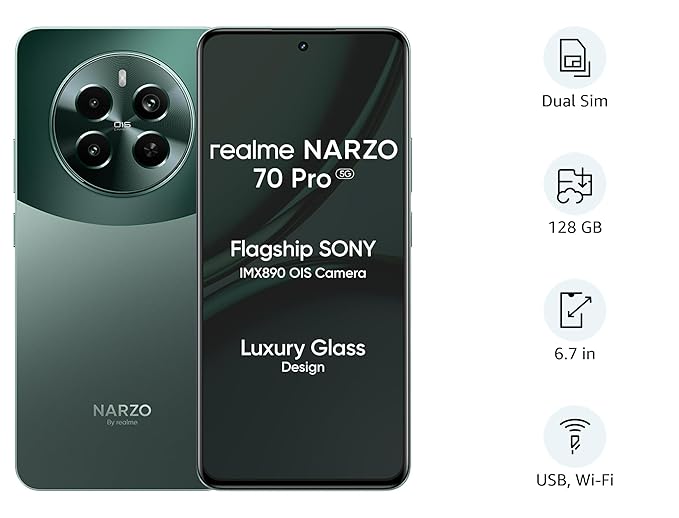 OIS
realme NARZO
70 Pro 5G
Flagship SONY
IMX890 OIS Camera
Luxury Glass
Design
NARZO
By realme
Dual Sim
128 GB
6.7 in
USB, Wi-Fi